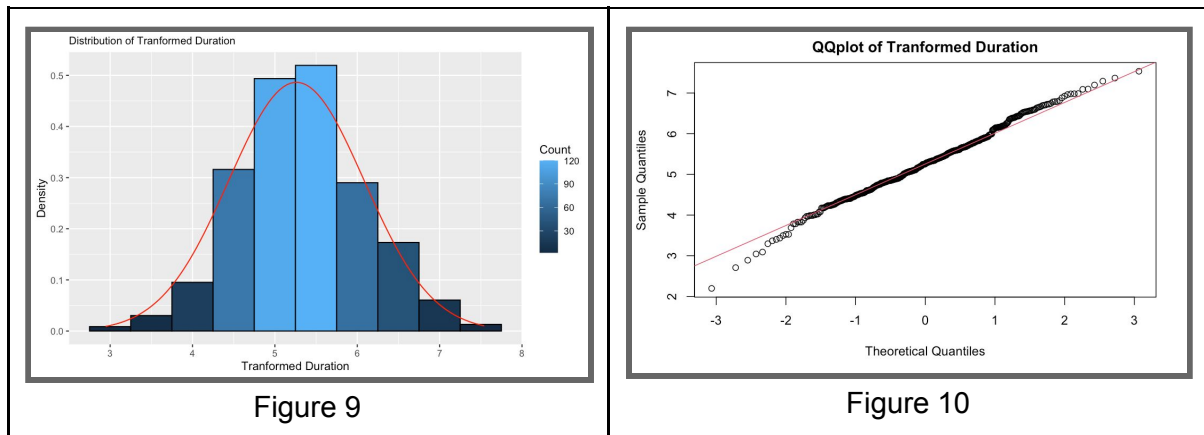 Distribution of Tranformed Duration
Density
0.5
0.4
0.3
0.2
0.1
0.0
3 4 5 6 7 8
Tranformed Duration
Count
120
90
60
30
Figure 9
QQplot of Tranformed Duration
Sample Quantiles
7
6
5
4
3
2
-3 -2 -1 0 1 2 3
Theoretical Quantiles
Figure 10